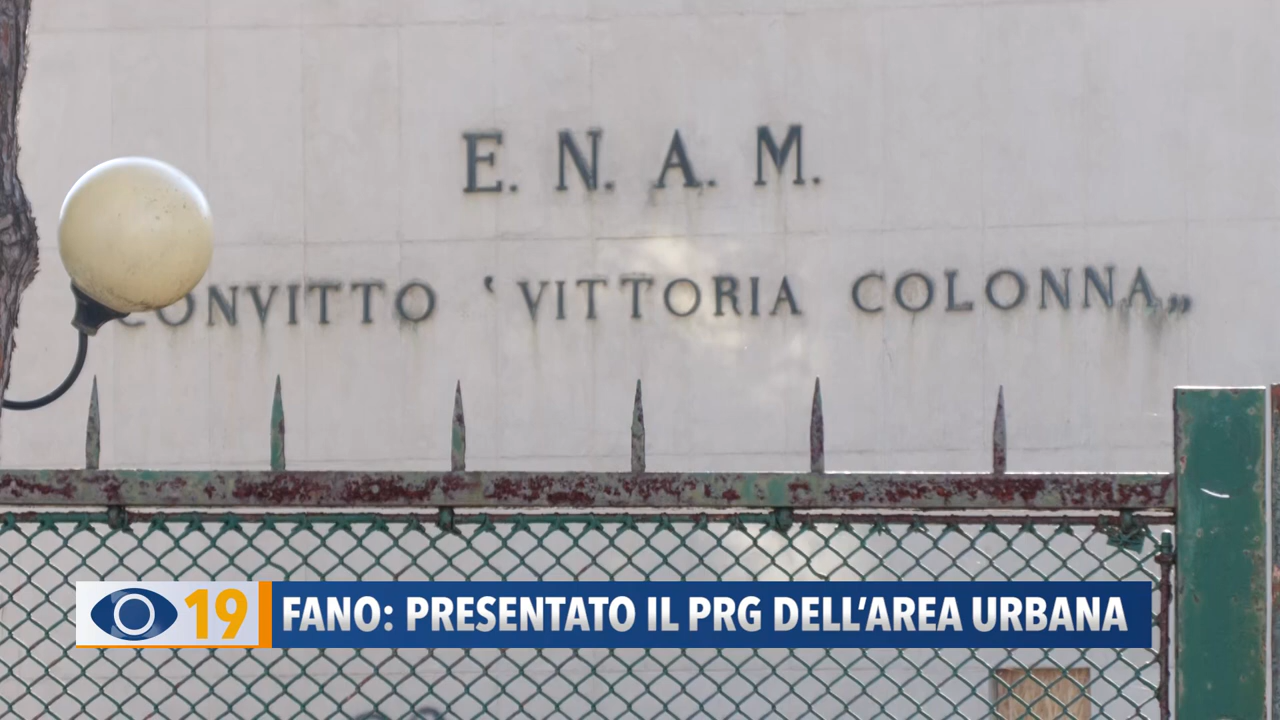 E. N. A. M.
CONVITTO ‘VITTORIA COLONNA„
19 FANO: PRESENTATO IL PRG DELL'AREA URBANA